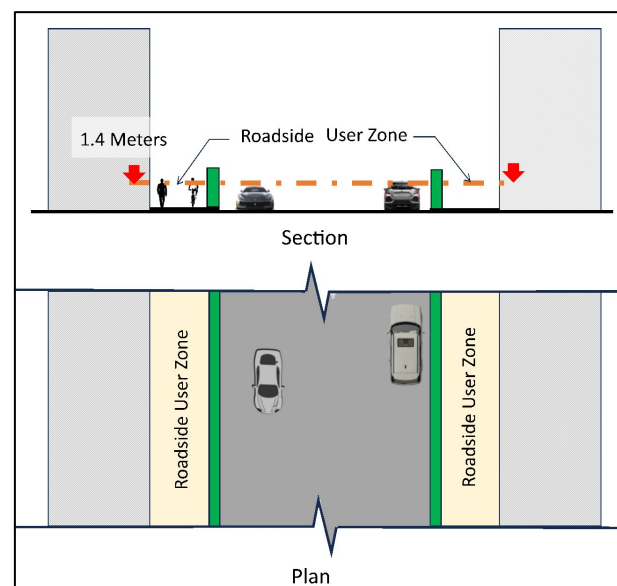 1.4 Meters
Roadside User Zone
Section
Roadside User Zone
Roadside User Zone
Plan